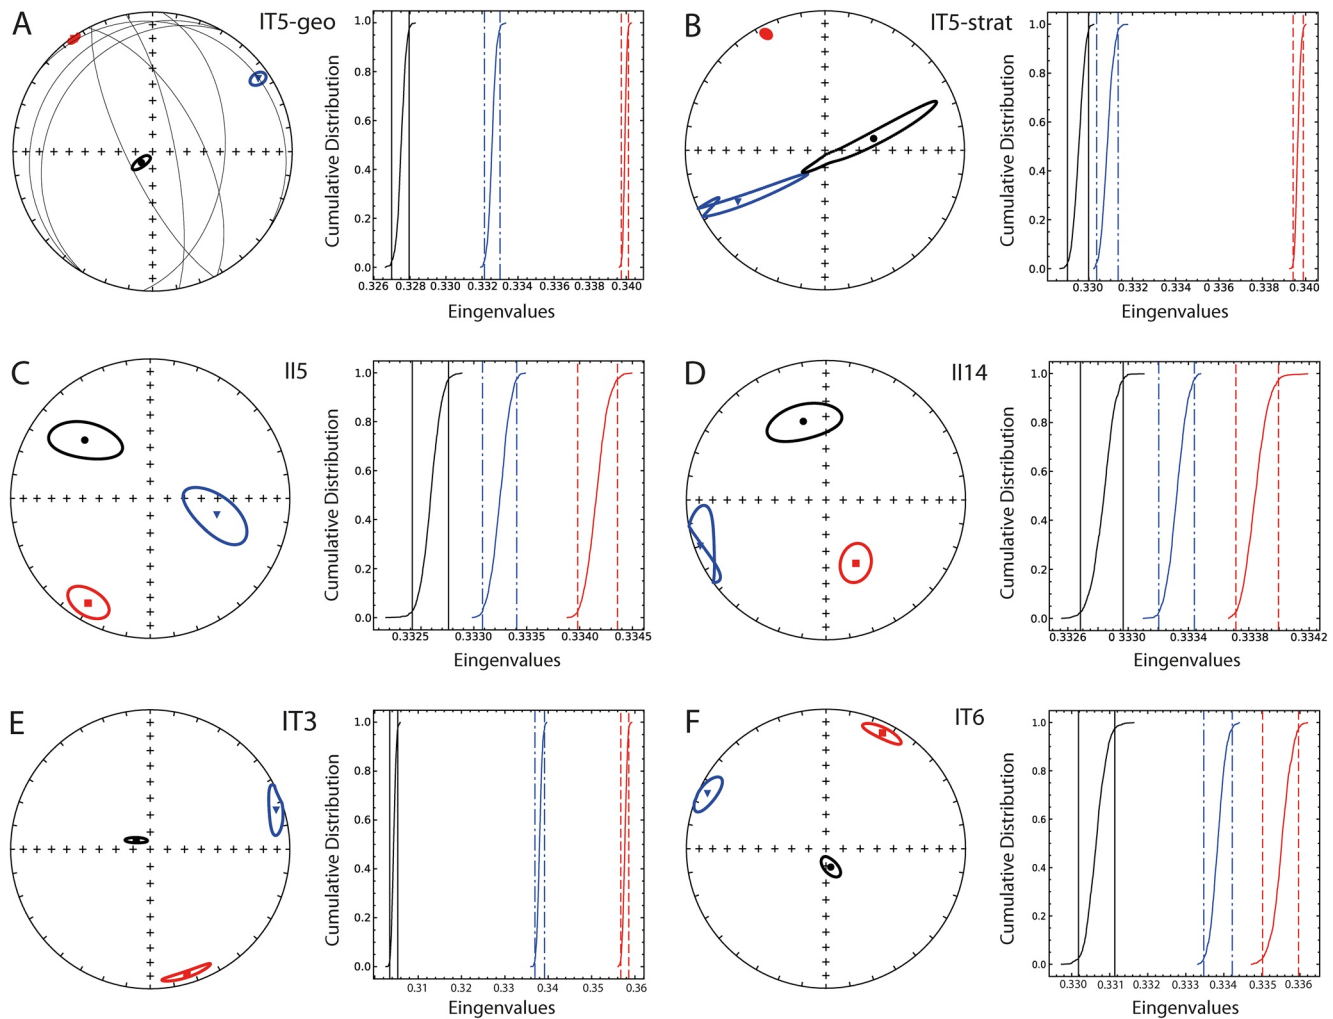 A
IT5-geo
Cumulative Distribution
1.0
0.8
0.6
0.4
0.2
0.0
0.326 0.328 0.330 0.332 0.334 0.336 0.338 0.340
Eingenvalues
B
IT5-strat
Cumulative Distribution
1.0
0.8
0.6
0.4
0.2
0.0
0.330 0.332 0.334 0.336 0.338 0.340
Eingenvalues
C
II5
Cumulative Distribution
1.0
0.8
0.6
0.4
0.2
0.0
0.3325 0.3330 0.3335 0.3340 0.3345
Eingenvalues
D
II14
Cumulative Distribution
1.0
0.8
0.6
0.4
0.2
0.0
0.3326 0.3330 0.3334 0.3338 0.3342
Eingenvalues
E
IT3
Cumulative Distribution
1.0
0.8
0.6
0.4
0.2
0.0
0.31 0.32 0.33 0.34 0.35 0.36
Eingenvalues
F
IT6
Cumulative Distribution
1.0
0.8
0.6
0.4
0.2
0.0
0.330 0.331 0.332 0.333 0.334 0.335 0.336
Eingenvalues